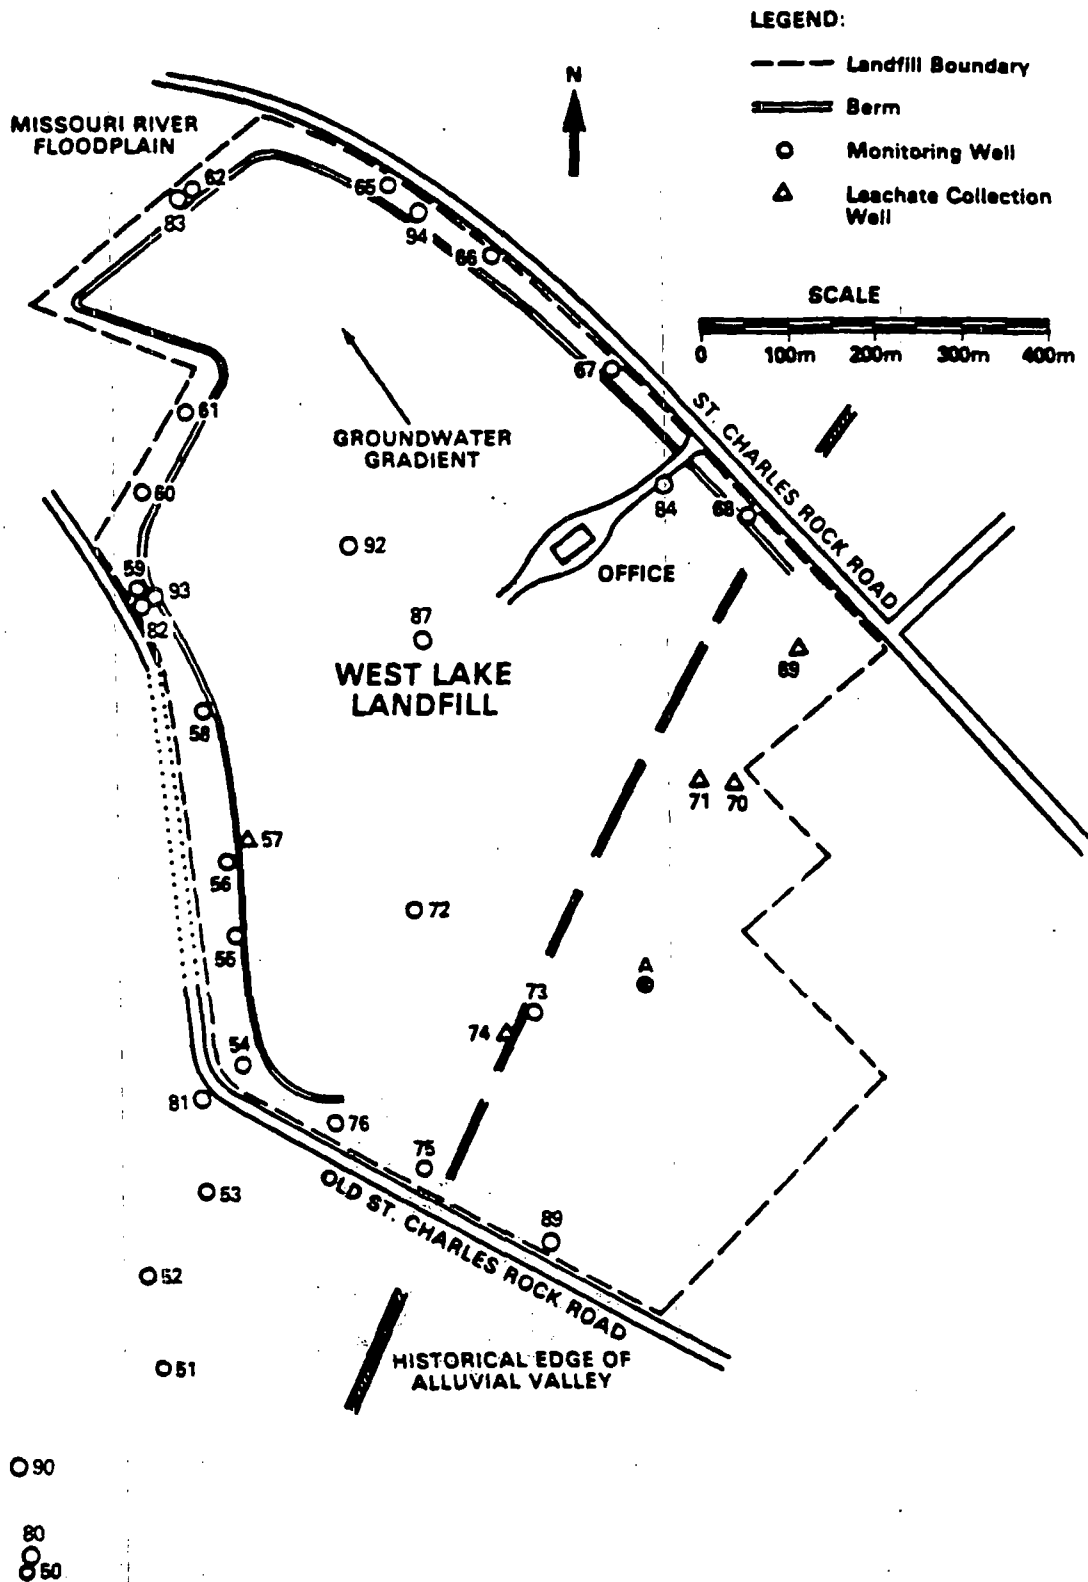 LEGEND:
Landfill Boundary
Berm
Monitoring Well
Leachate Collection
Well
N
MISSOURI RIVER
FLOODPLAIN
SCALE
0 100m 200m 300m 400m
62
83
65
94
66
67
61
60
GROUNDWATER
GRADIENT
ST. CHARLES ROCK ROAD
84
68
92
OFFICE
59
93
82
87
WEST LAKE
LANDFILL
69
58
71
70
57
56
72
55
A
73
74
54
81
76
75
53
89
OLD ST. CHARLES ROCK ROAD
52
51
HISTORICAL EDGE OF
ALLUVIAL VALLEY
90
80
50